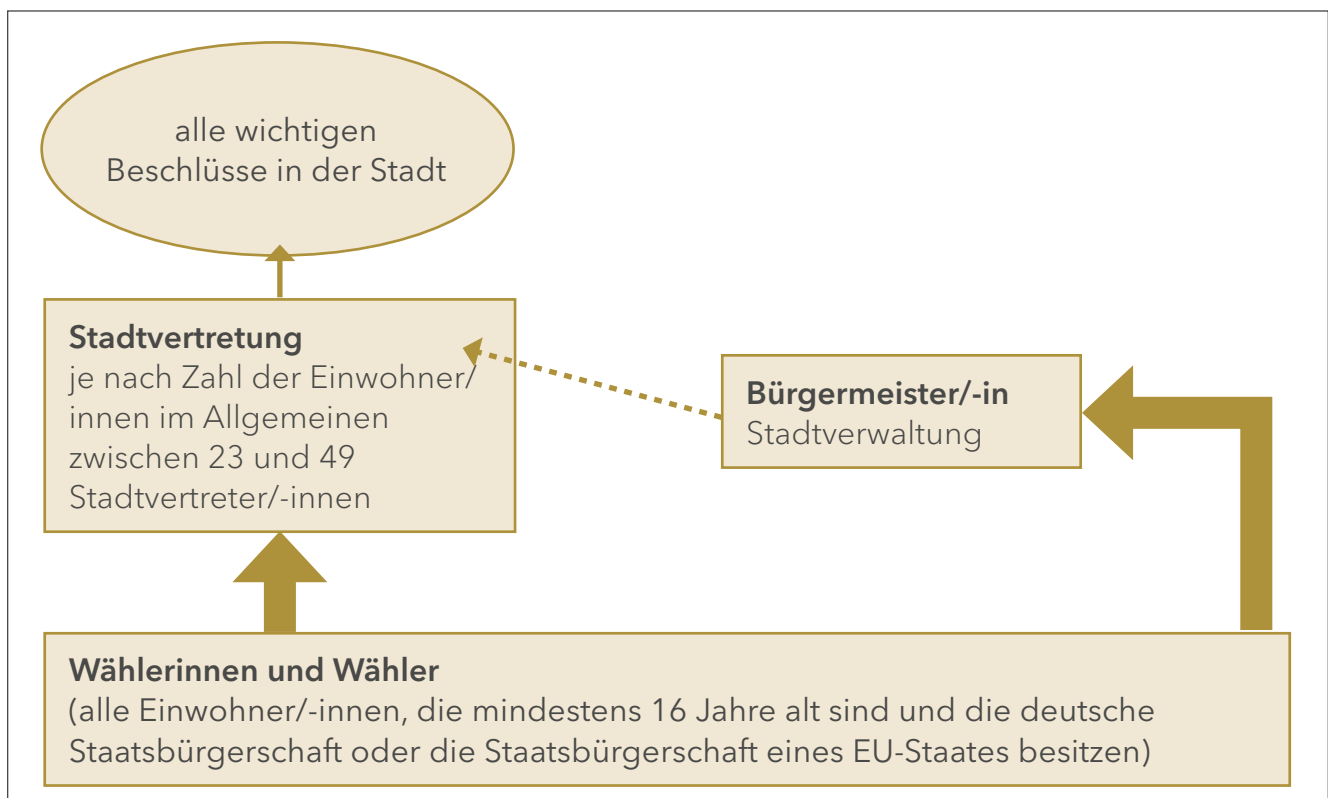 alle wichtigen
Beschlüsse in der Stadt
Stadtvertretung
je nach Zahl der Einwohner/
innen im Allgemeinen
zwischen 23 und 49
Stadtvertreter/-innen
Bürgermeister/-in
Stadtverwaltung
Wählerinnen und Wähler
(alle Einwohner/-innen, die mindestens 16 Jahre alt sind und die deutsche
Staatsbürgerschaft oder die Staatsbürgerschaft eines EU-Staates besitzen)